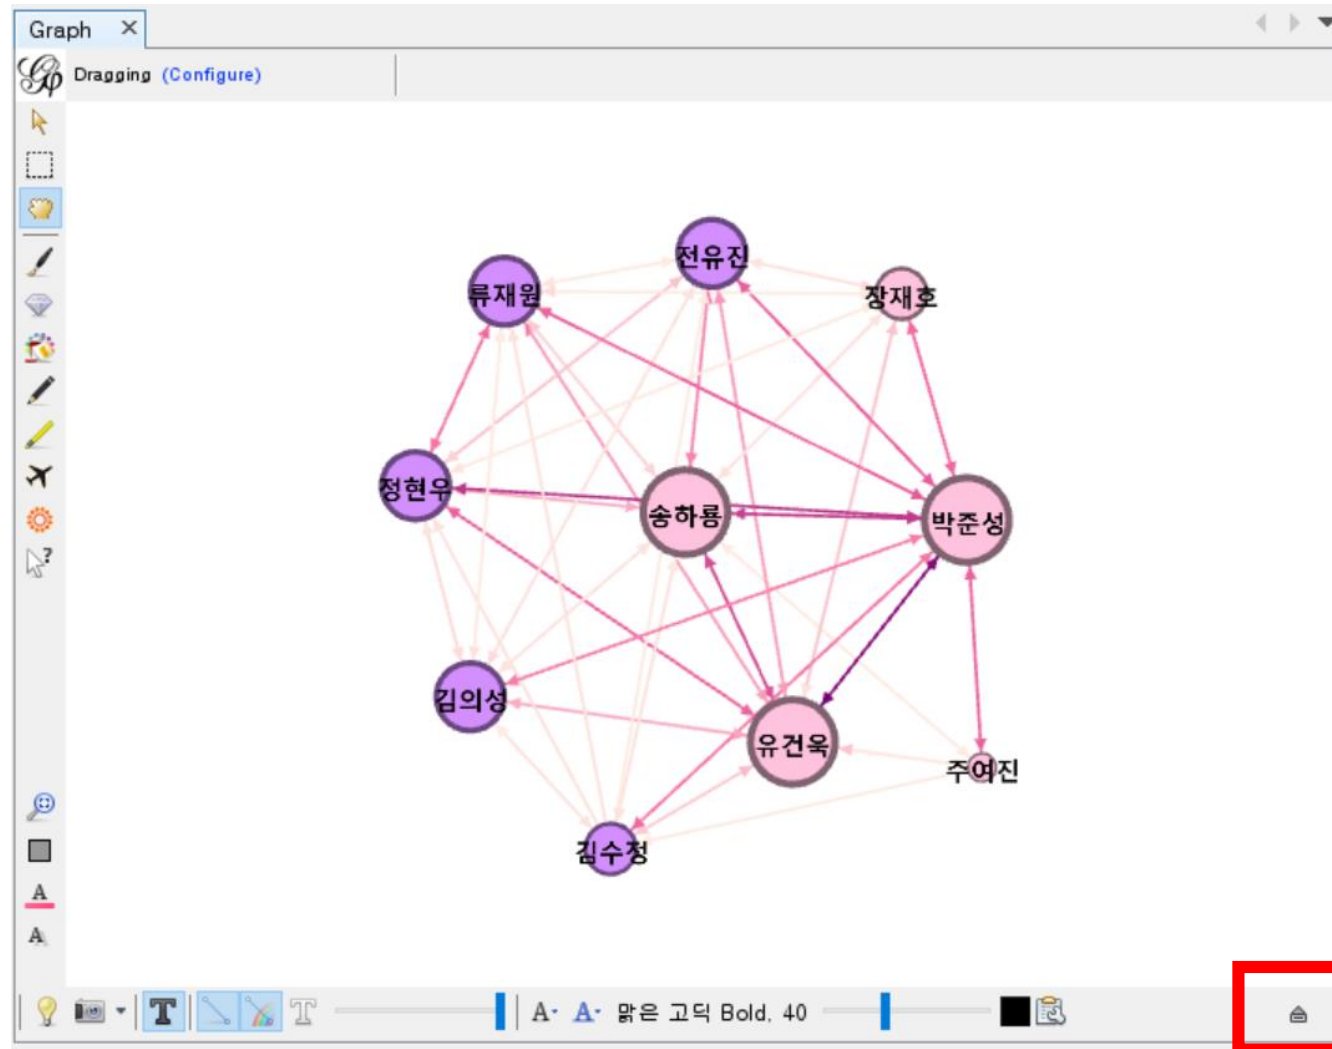 Graph
Dragging (Configure)
전유진
류재원
장재호
정현우
송하룡
박준성
김의성
유건욱
주여진
김수정
A
A
T T A- A- 맑은 고딕 Bold, 40